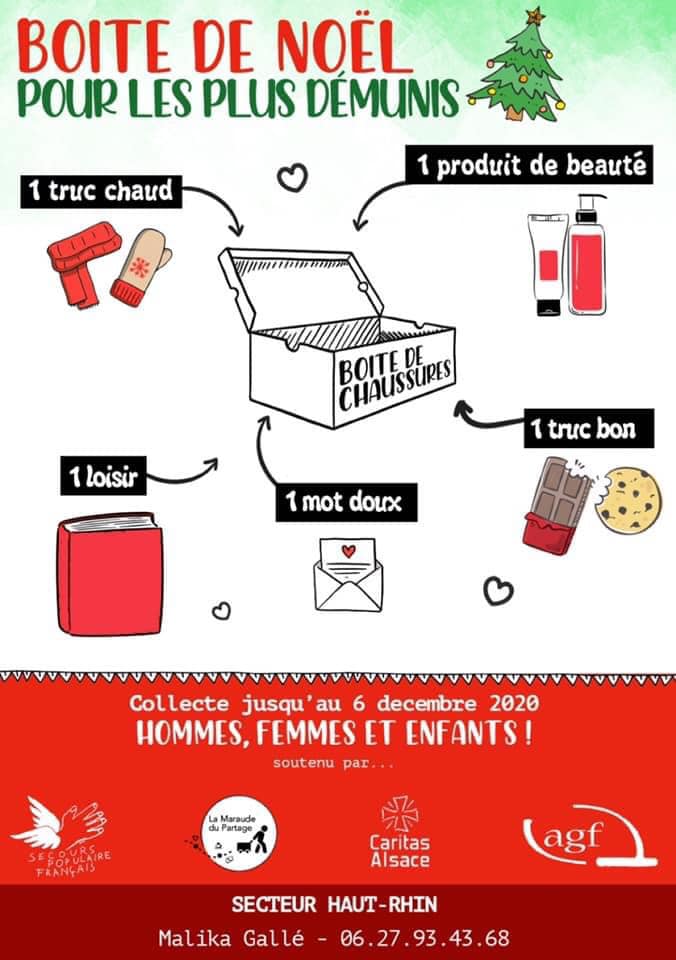 BOITE DE NOËL
POUR LES PLUS DÉMUNIS
1 truc chaud
1 produit de beauté
BOITE DE
CHAUSSURES
1 truc bon
1 loisir
1 mot doux
Collecte jusqu'au 6 decembre 2020
HOMMES, FEMMES ET ENFANTS !
soutenu par...
SECOURS
POPULAIRE
FRANÇAIS
La Maraude
du Partage
Caritas
Alsace
agf
SECTEUR HAUT-RHIN
Malika Gallé - 06.27.93.43.68